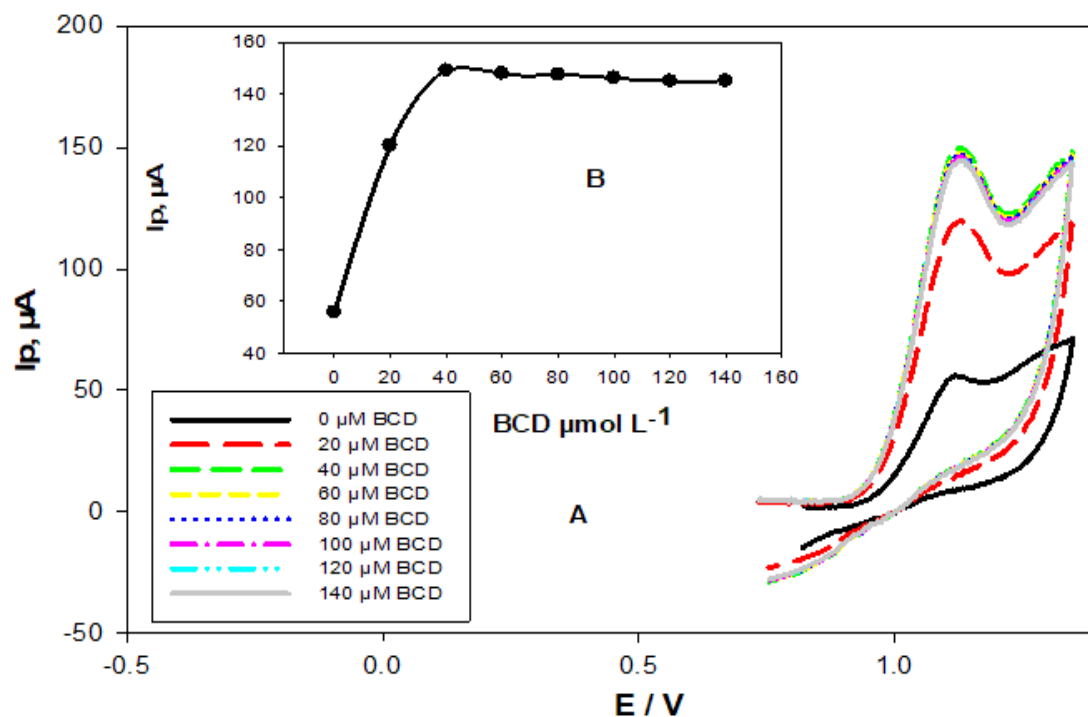 200
150
100
50
0
-50
Ip, µA
-0.5 0.0 0.5 1.0
E / V
A
160
140
120
100
80
60
40
Ip, µA
0 20 40 60 80 100 120 140 160
BCD µmol L⁻¹
B
0 µM BCD
20 µM BCD
40 µM BCD
60 µM BCD
80 µM BCD
100 µM BCD
120 µM BCD
140 µM BCD